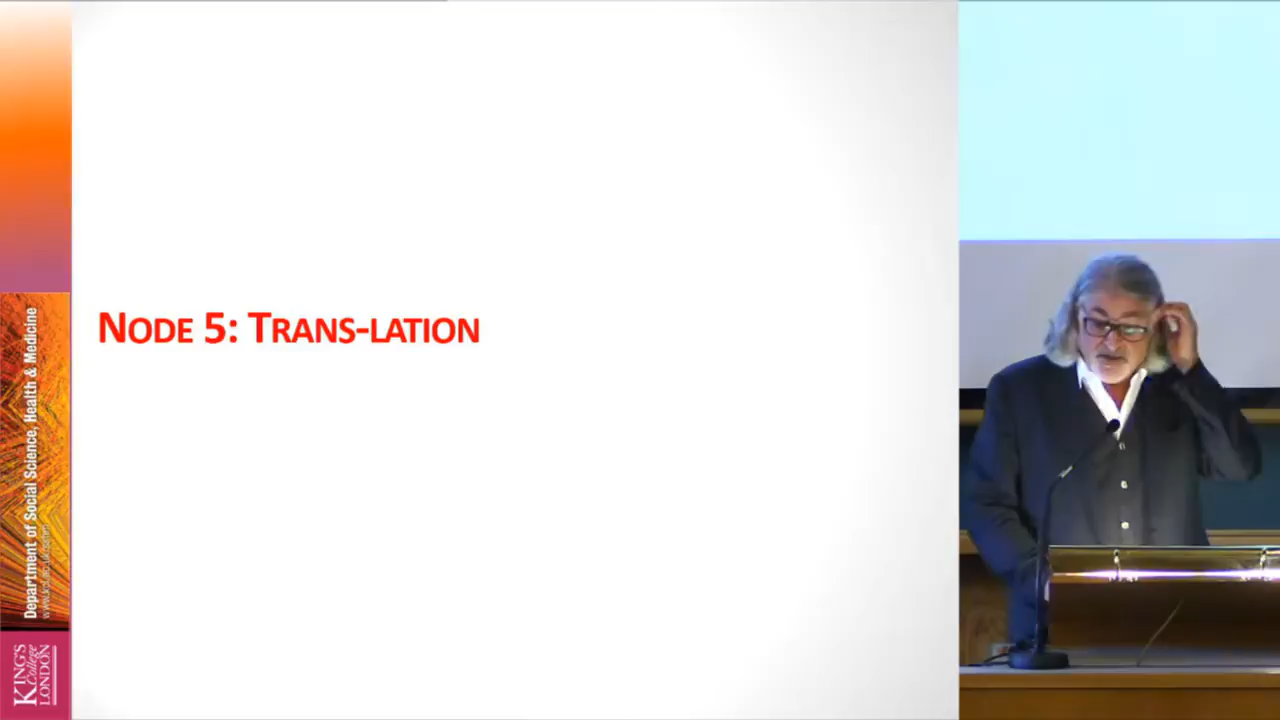 NODE 5: TRANS-LATION
Department of Social Science, Health & Medicine
KING'S
College
LONDON